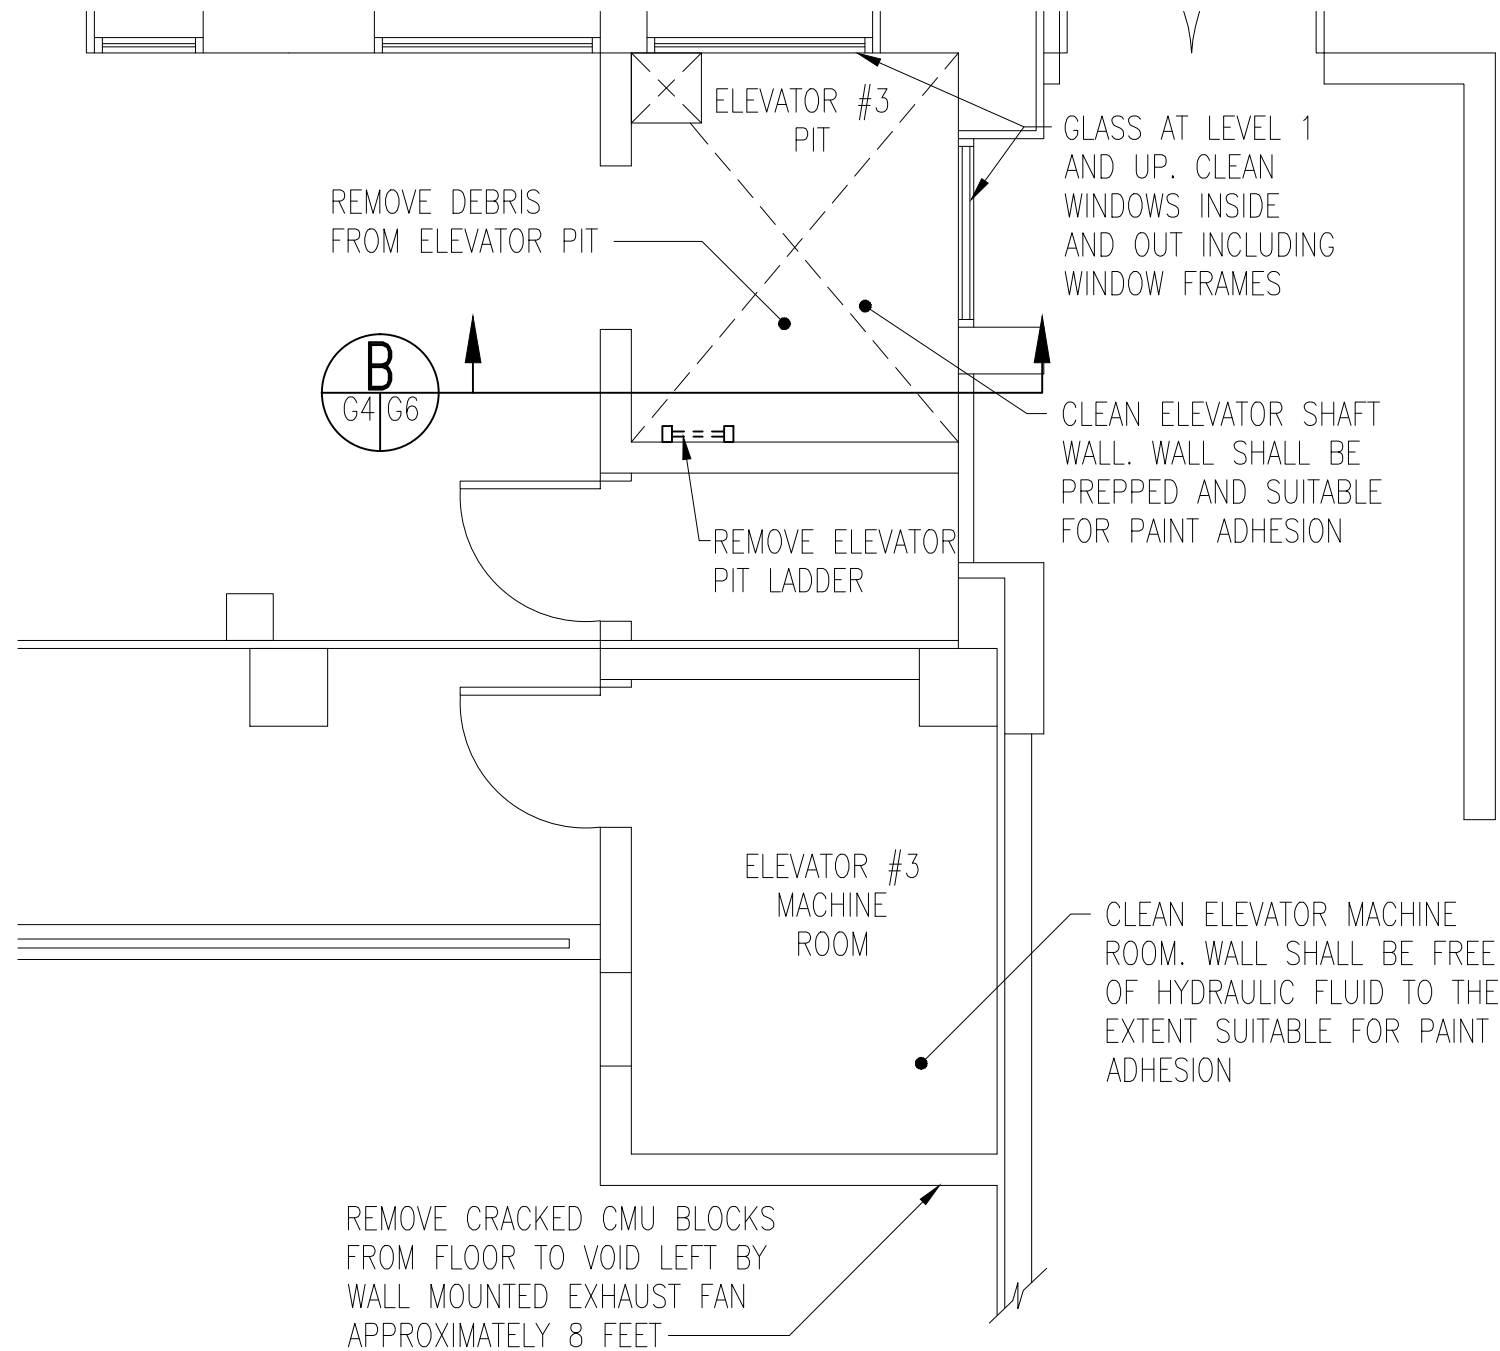 ELEVATOR #3
PIT
GLASS AT LEVEL 1
AND UP. CLEAN
WINDOWS INSIDE
AND OUT INCLUDING
WINDOW FRAMES
REMOVE DEBRIS
FROM ELEVATOR PIT
B
G4 G6
CLEAN ELEVATOR SHAFT
WALL. WALL SHALL BE
PREPPED AND SUITABLE
FOR PAINT ADHESION
REMOVE ELEVATOR
PIT LADDER
ELEVATOR #3
MACHINE
ROOM
CLEAN ELEVATOR MACHINE
ROOM. WALL SHALL BE FREE
OF HYDRAULIC FLUID TO THE
EXTENT SUITABLE FOR PAINT
ADHESION
REMOVE CRACKED CMU BLOCKS
FROM FLOOR TO VOID LEFT BY
WALL MOUNTED EXHAUST FAN
APPROXIMATELY 8 FEET